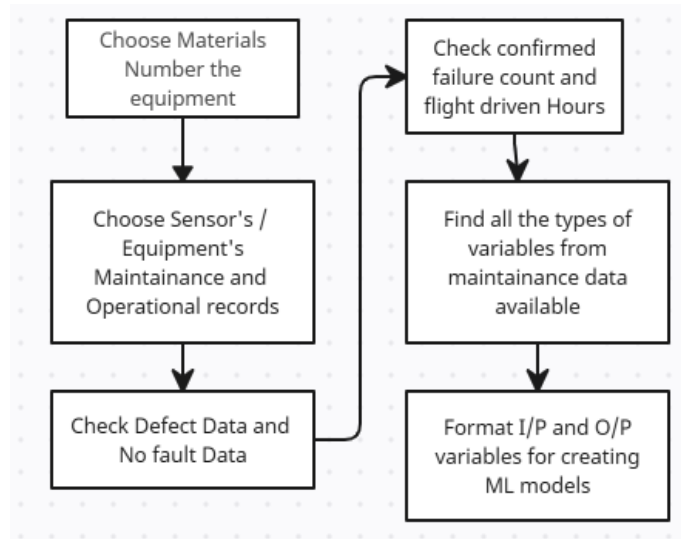 Choose Materials
Number the
equipment
Choose Sensor's /
Equipment's
Maintainance and
Operational records
Check Defect Data and
No fault Data
Check confirmed
failure count and
flight driven Hours
Find all the types of
variables from
maintainance data
available
Format I/P and O/P
variables for creating
ML models